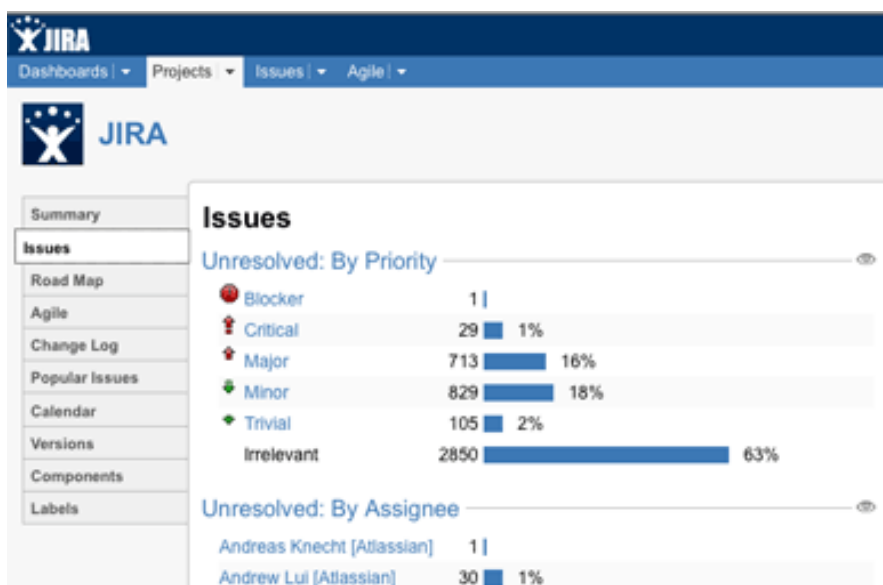 JIRA
Dashboards Projects Issues Agile
JIRA
Summary
Issues
Road Map
Agile
Change Log
Popular Issues
Calendar
Versions
Components
Labels
Issues
Unresolved: By Priority
Blocker 1
Critical 29 1%
Major 713 16%
Minor 829 18%
Trivial 105 2%
Irrelevant 2850 63%
Unresolved: By Assignee
Andreas Knecht [Atlassian] 1
Andrew Lui [Atlassian] 30 1%